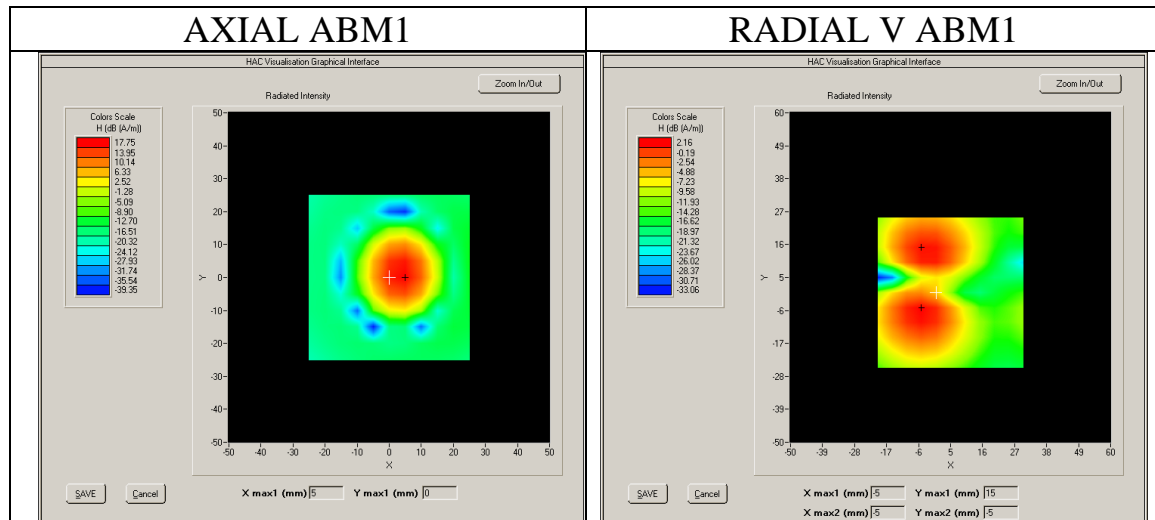 AXIAL ABM1
HAC Visualisation Graphical Interface
Zoom In/Out
Radiated Intensity
Colors Scale
H (dB (A/m))
17.75
13.95
10.14
6.33
2.52
-1.28
-5.09
-8.90
-12.70
-16.51
-20.32
-24.12
-27.93
-31.74
-35.54
-39.35
50
40
30
20
10
0
-10
-20
-30
-40
-50
Y
-50 -40 -30 -20 -10 0 10 20 30 40 50
X
SAVE Cancel
X max1 (mm) 5 Y max1 (mm) 0
RADIAL V ABM1
HAC Visualisation Graphical Interface
Zoom In/Out
Radiated Intensity
Colors Scale
H (dB (A/m))
2.16
-0.19
-2.54
-4.88
-7.23
-9.58
-11.93
-14.28
-16.62
-18.97
-21.32
-23.67
-26.02
-28.37
-30.71
-33.06
60
49
38
27
16
5
-6
-17
-28
-39
-50
Y
-50 -39 -28 -17 -6 5 16 27 38 49 60
X
SAVE Cancel
X max1 (mm) -5 Y max1 (mm) 15
X max2 (mm) -5 Y max2 (mm) -5